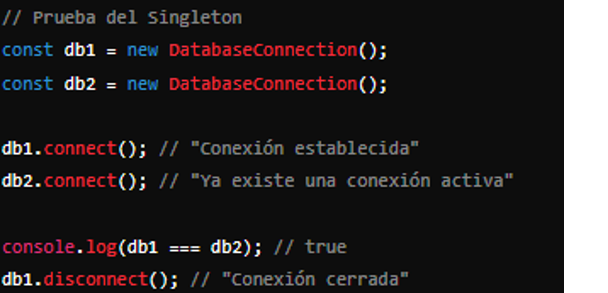 // Prueba del Singleton
const db1 = new DatabaseConnection();
const db2 = new DatabaseConnection();
db1.connect(); // "Conexión establecida"
db2.connect(); // "Ya existe una conexión activa"
console.log(db1 === db2); // true
db1.disconnect(); // "Conexión cerrada"